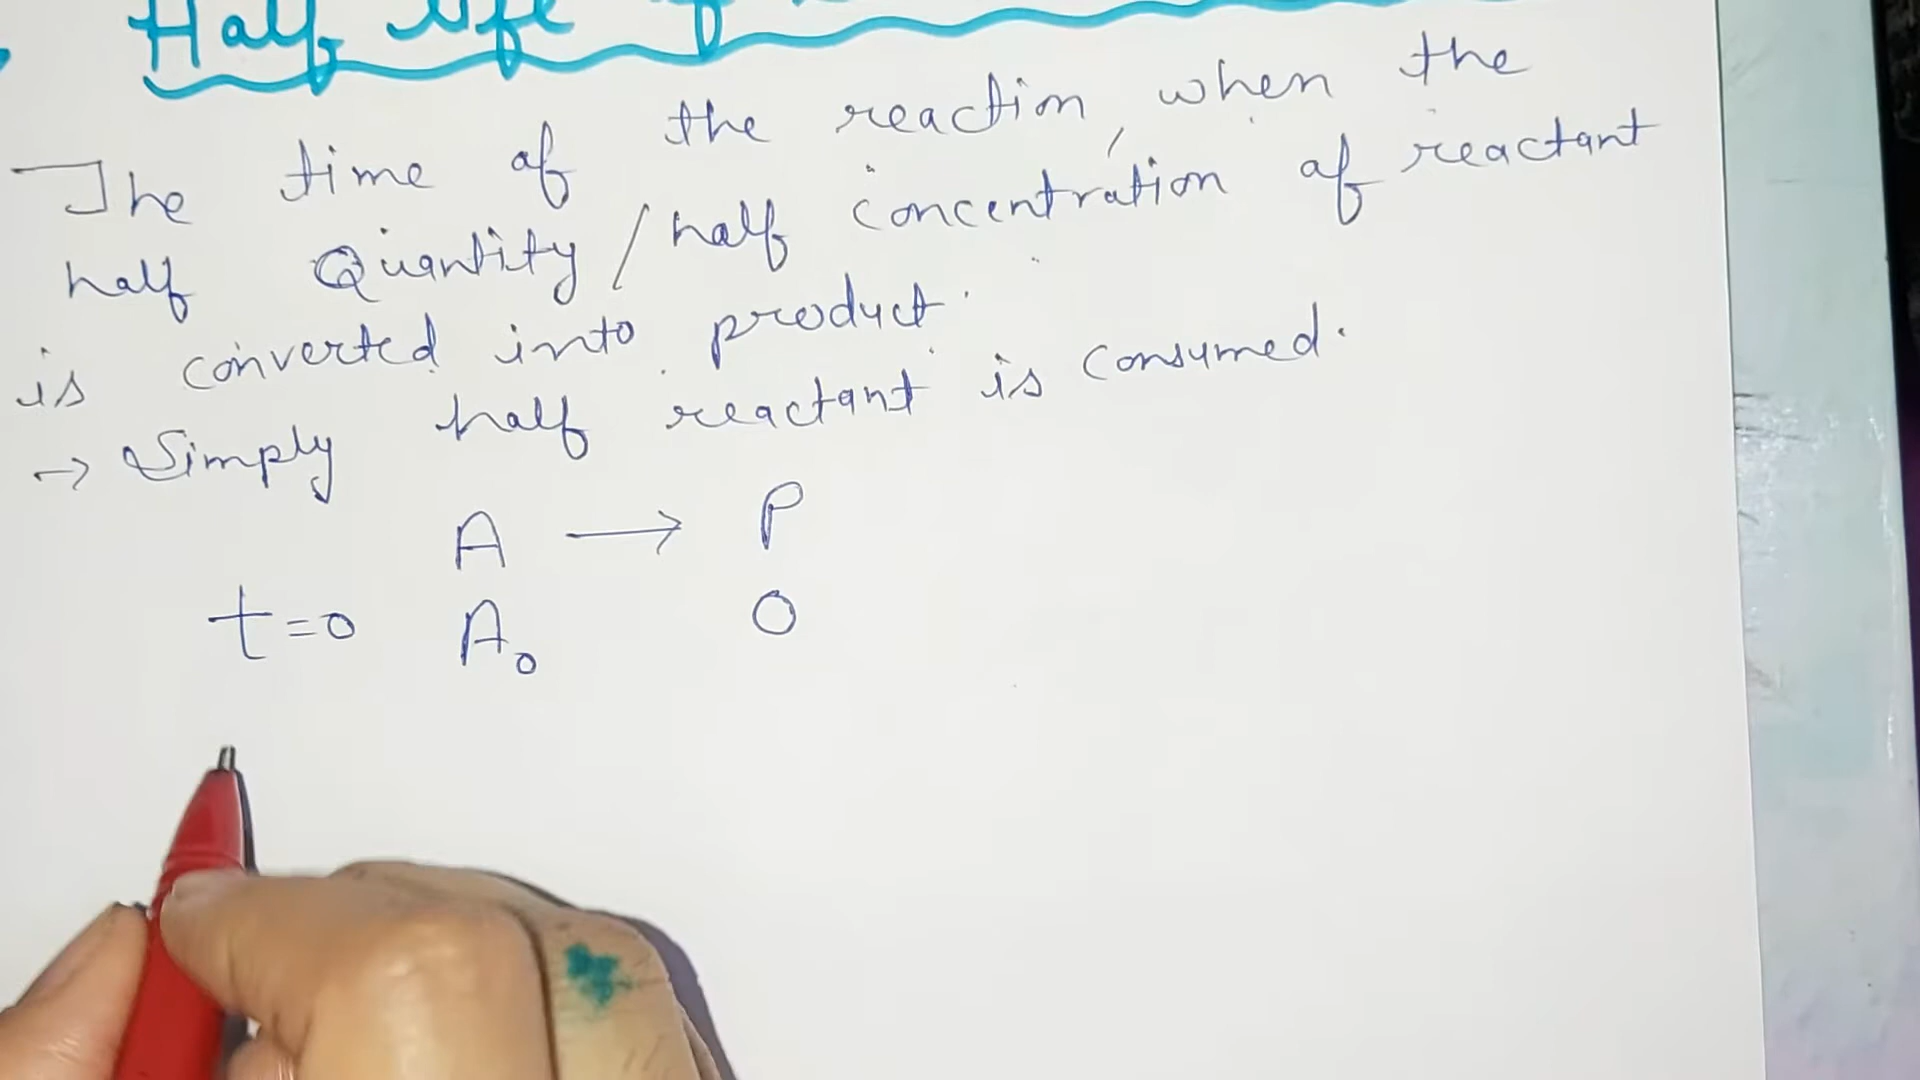 Half life of
The time of the reaction, when the
half Quantity / half concentration of reactant
is converted into product.
→ Simply half reactant is consumed.
A → P
t=0 A₀ O